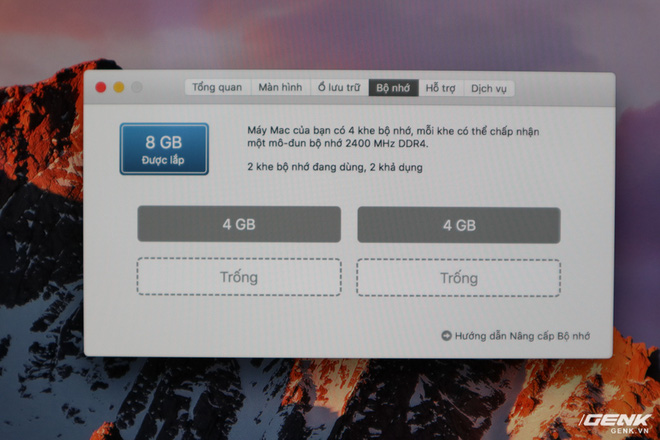 Tổng quan Màn hình Ổ lưu trữ Bộ nhớ Hỗ trợ Dịch vụ
8 GB
Được lắp
Máy Mac của bạn có 4 khe bộ nhớ, mỗi khe có thể chấp nhận
một mô-đun bộ nhớ 2400 MHz DDR4.
2 khe bộ nhớ đang dùng, 2 khả dụng
4 GB 4 GB
Trống Trống
Hướng dẫn Nâng cấp Bộ nhớ
GENK
GENK.VN